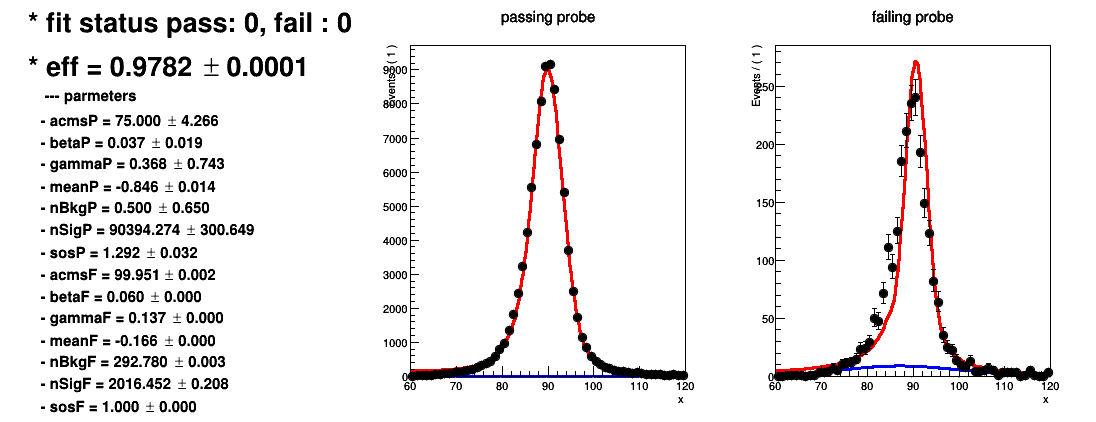 * fit status pass: 0, fail : 0
* eff = 0.9782 ± 0.0001
--- parmeters
- acmsP = 75.000 ± 4.266
- betaP = 0.037 ± 0.019
- gammaP = 0.368 ± 0.743
- meanP = -0.846 ± 0.014
- nBkgP = 0.500 ± 0.650
- nSigP = 90394.274 ± 300.649
- sosP = 1.292 ± 0.032
- acmsF = 99.951 ± 0.002
- betaF = 0.060 ± 0.000
- gammaF = 0.137 ± 0.000
- meanF = -0.166 ± 0.000
- nBkgF = 292.780 ± 0.003
- nSigF = 2016.452 ± 0.208
- sosF = 1.000 ± 0.000
passing probe
Events / ( 1 )
9000
8000
7000
6000
5000
4000
3000
2000
1000
0
60 70 80 90 100 110 120
x
failing probe
Events / ( 1 )
250
200
150
100
50
0
60 70 80 90 100 110 120
x